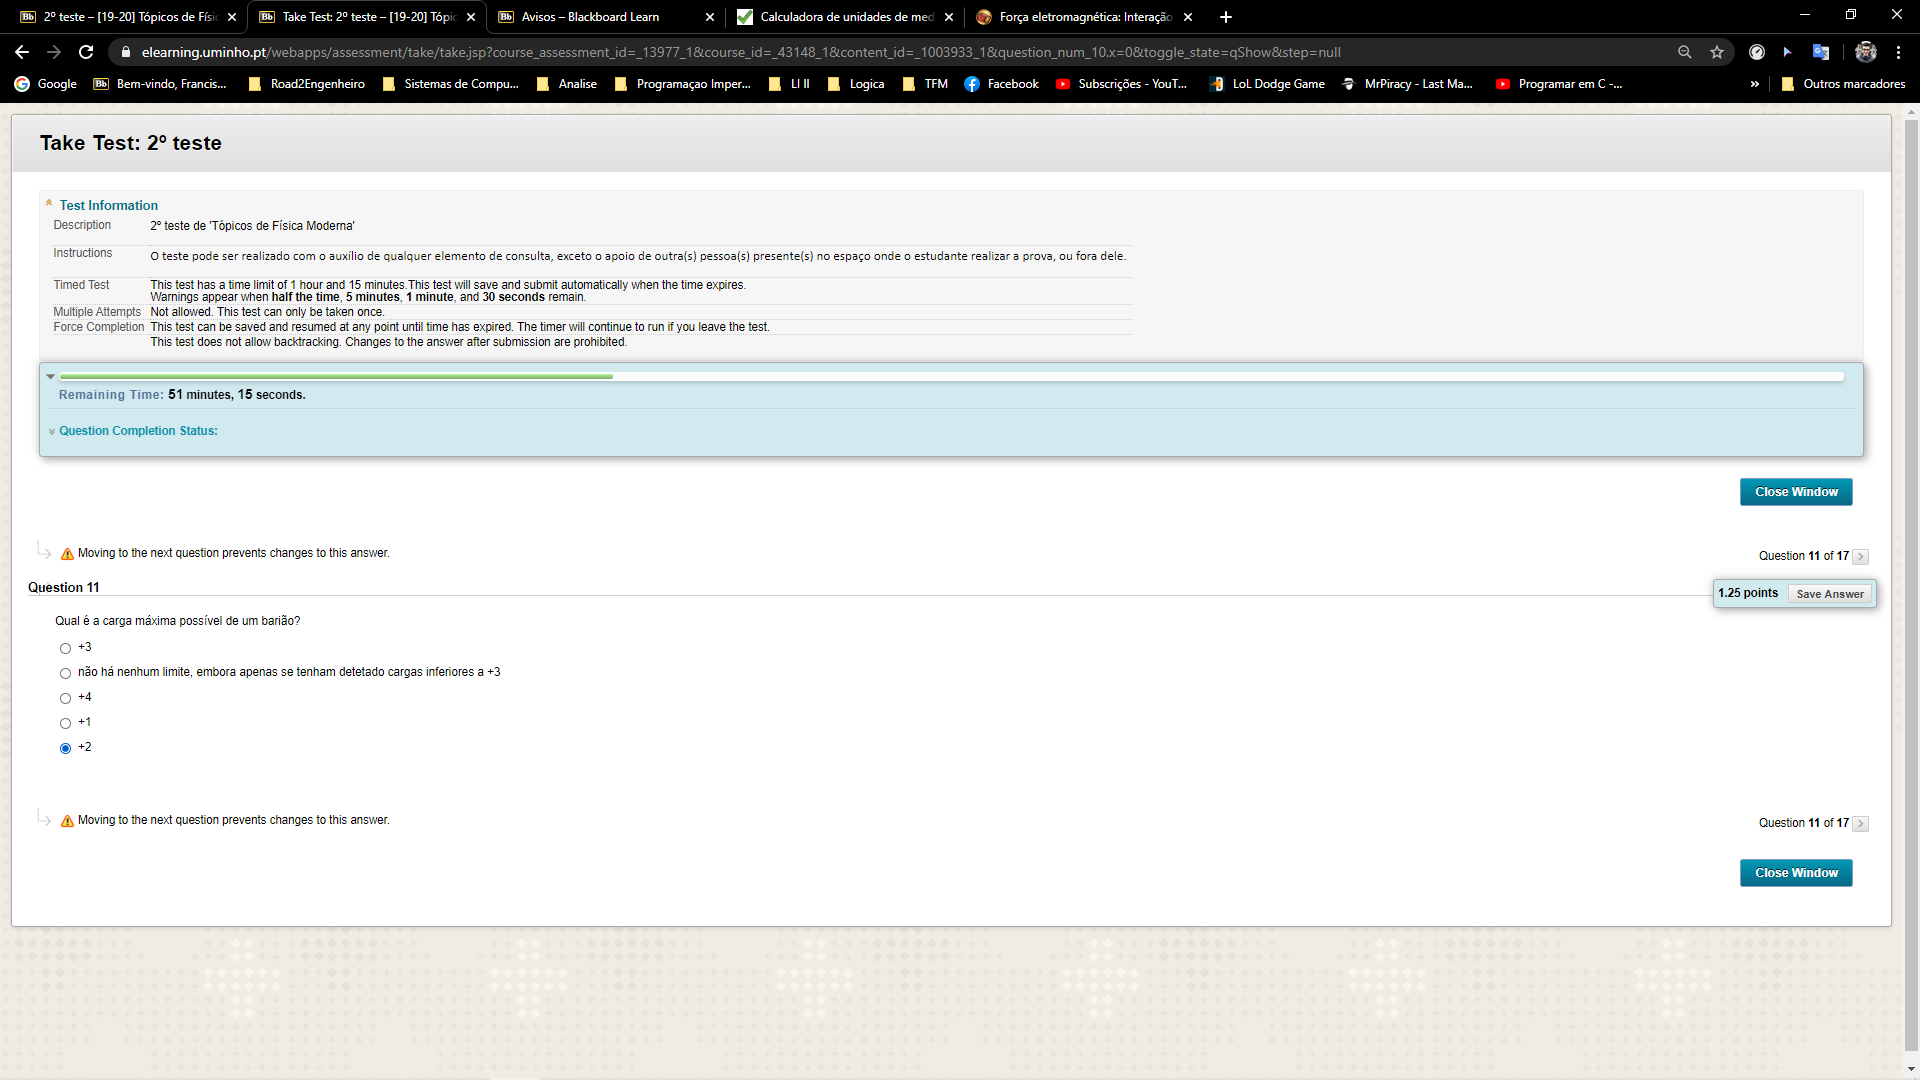 2º teste – [19-20] Tópicos de Físi
Take Test: 2º teste – [19-20] Tópic
Avisos – Blackboard Learn
Calculadora de unidades de med
Força eletromagnética: Interação
elearning.uminho.pt/webapps/assessment/take/take.jsp?course_assessment_id=_13977_1&course_id=_43148_1&content_id=_1003933_1&question_num_10.x=0&toggle_state=qShow&step=null
Google
Bb Bem-vindo, Francis...
Road2Engenheiro
Sistemas de Compu...
Analise
Programaçao Imper...
LI II
Logica
TFM
Facebook
Subscrições - YouT...
LoL Dodge Game
MrPiracy - Last Ma...
Programar em C -...
»
Outros marcadores
Take Test: 2º teste
Test Information
Description 2º teste de 'Tópicos de Física Moderna'
Instructions O teste pode ser realizado com o auxílio de qualquer elemento de consulta, exceto o apoio de outra(s) pessoa(s) presente(s) no espaço onde o estudante realizar a prova, ou fora dele.
Timed Test This test has a time limit of 1 hour and 15 minutes.This test will save and submit automatically when the time expires.
Warnings appear when half the time, 5 minutes, 1 minute, and 30 seconds remain.
Multiple Attempts Not allowed. This test can only be taken once.
Force Completion This test can be saved and resumed at any point until time has expired. The timer will continue to run if you leave the test.
This test does not allow backtracking. Changes to the answer after submission are prohibited.
Remaining Time: 51 minutes, 15 seconds.
Question Completion Status:
Close Window
Moving to the next question prevents changes to this answer.
Question 11 of 17
Question 11
1.25 points Save Answer
Qual é a carga máxima possível de um barião?
+3
não há nenhum limite, embora apenas se tenham detetado cargas inferiores a +3
+4
+1
+2
Moving to the next question prevents changes to this answer.
Question 11 of 17
Close Window